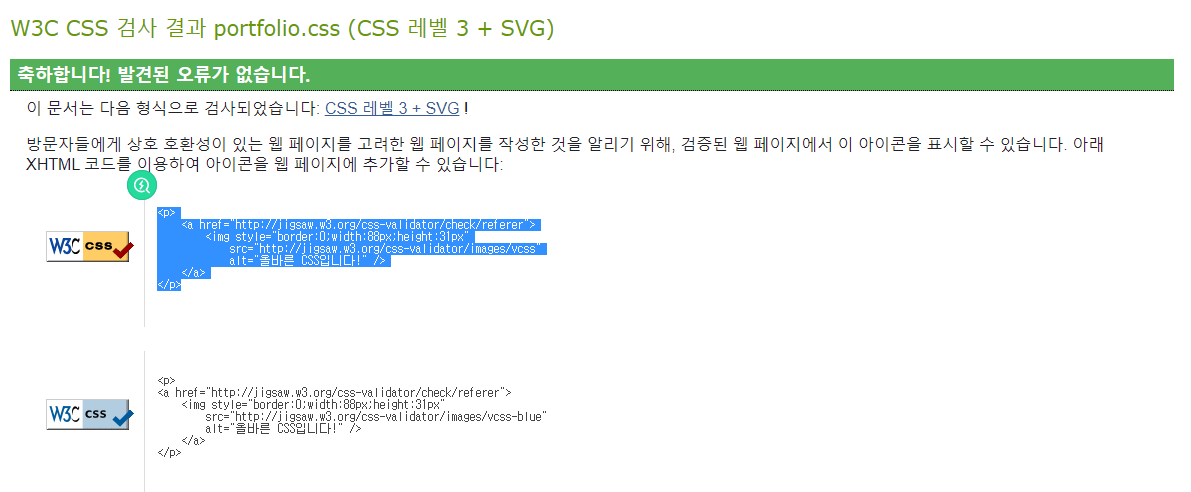 W3C CSS 검사 결과 portfolio.css (CSS 레벨 3 + SVG)
축하합니다! 발견된 오류가 없습니다.
이 문서는 다음 형식으로 검사되었습니다: CSS 레벨 3 + SVG !
방문자들에게 상호 호환성이 있는 웹 페이지를 고려한 웹 페이지를 작성한 것을 알리기 위해, 검증된 웹 페이지에서 이 아이콘을 표시할 수 있습니다. 아래
XHTML 코드를 이용하여 아이콘을 웹 페이지에 추가할 수 있습니다:
W3C css
<p>
<a href="http://jigsaw.w3.org/css-validator/check/referer">
<img style="border:0;width:88px;height:31px"
src="http://jigsaw.w3.org/css-validator/images/vcss"
alt="올바른 CSS입니다!" />
</a>
</p>
W3C css
<p>
<a href="http://jigsaw.w3.org/css-validator/check/referer">
<img style="border:0;width:88px;height:31px"
src="http://jigsaw.w3.org/css-validator/images/vcss-blue"
alt="올바른 CSS입니다!" />
</a>
</p>